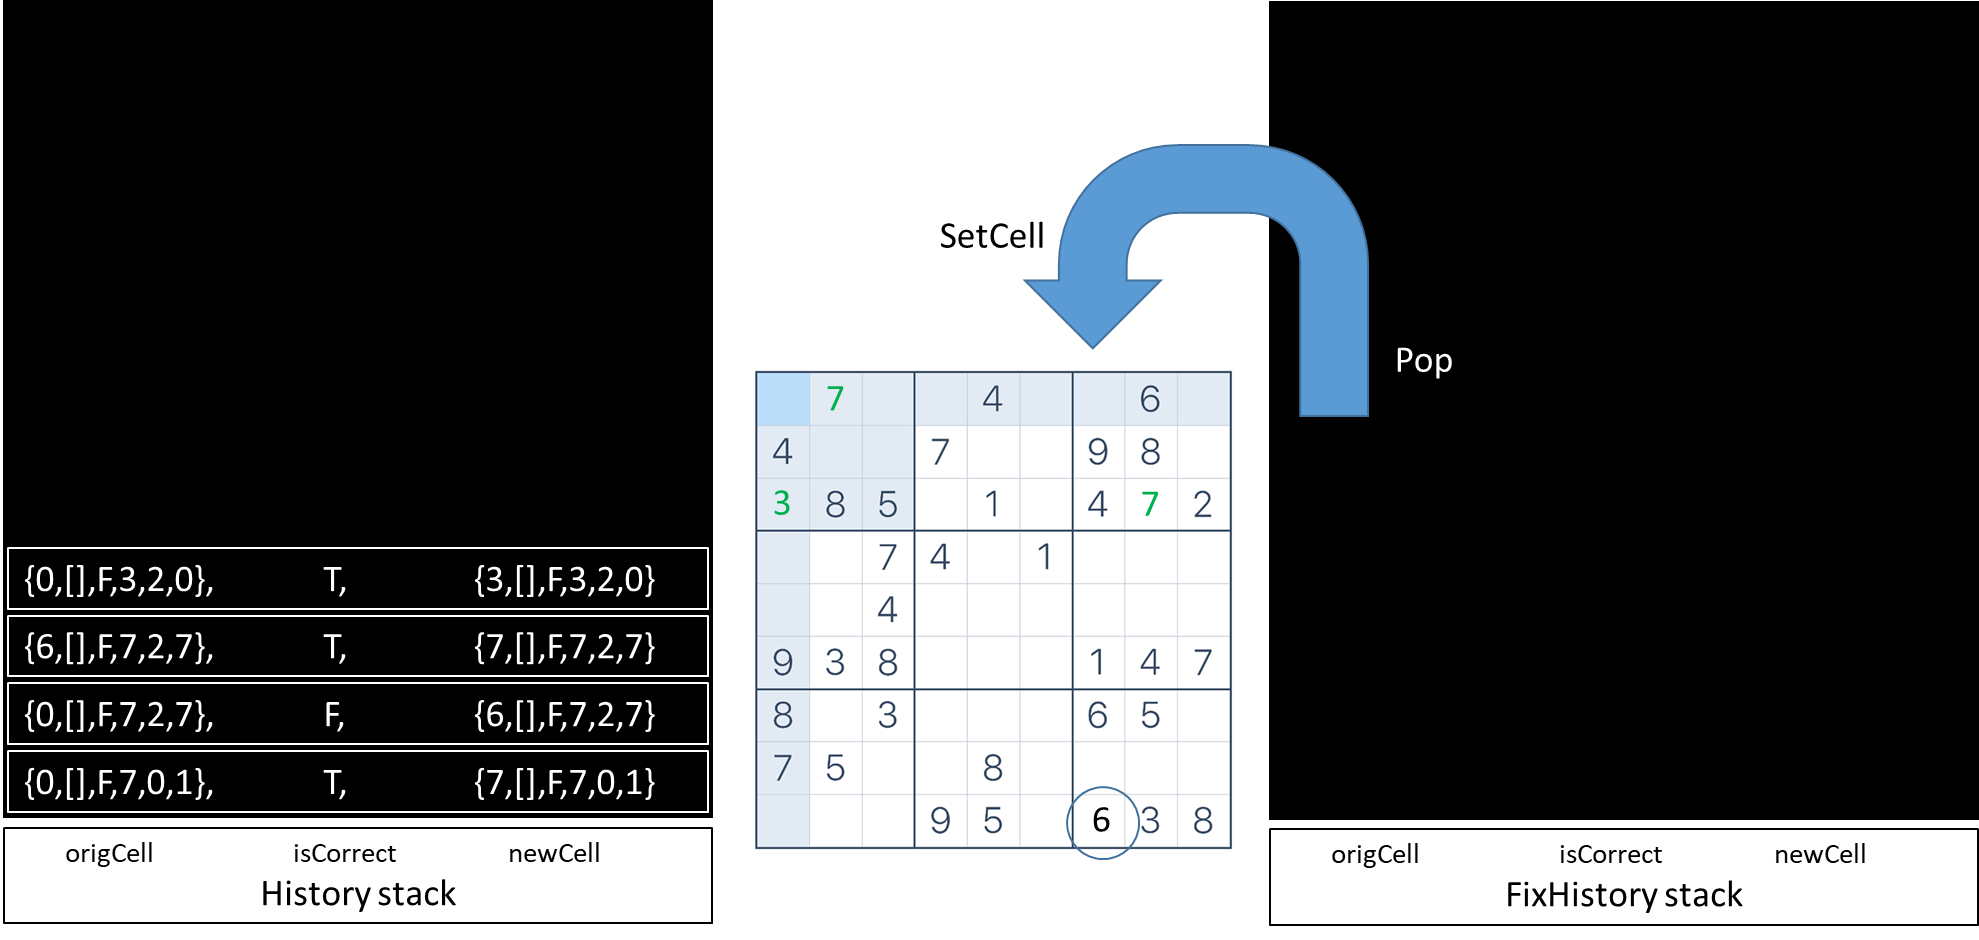 {0,[],F,3,2,0}, T, {3,[],F,3,2,0}
{6,[],F,7,2,7}, T, {7,[],F,7,2,7}
{0,[],F,7,2,7}, F, {6,[],F,7,2,7}
{0,[],F,7,0,1}, T, {7,[],F,7,0,1}
origCell isCorrect newCell
History stack
SetCell
7 4 6
4 7 9 8
3 8 5 1 4 7 2
7 4 1
4
9 3 8 1 4 7
8 3 6 5
7 5 8
9 5 6 3 8
Pop
origCell isCorrect newCell
FixHistory stack